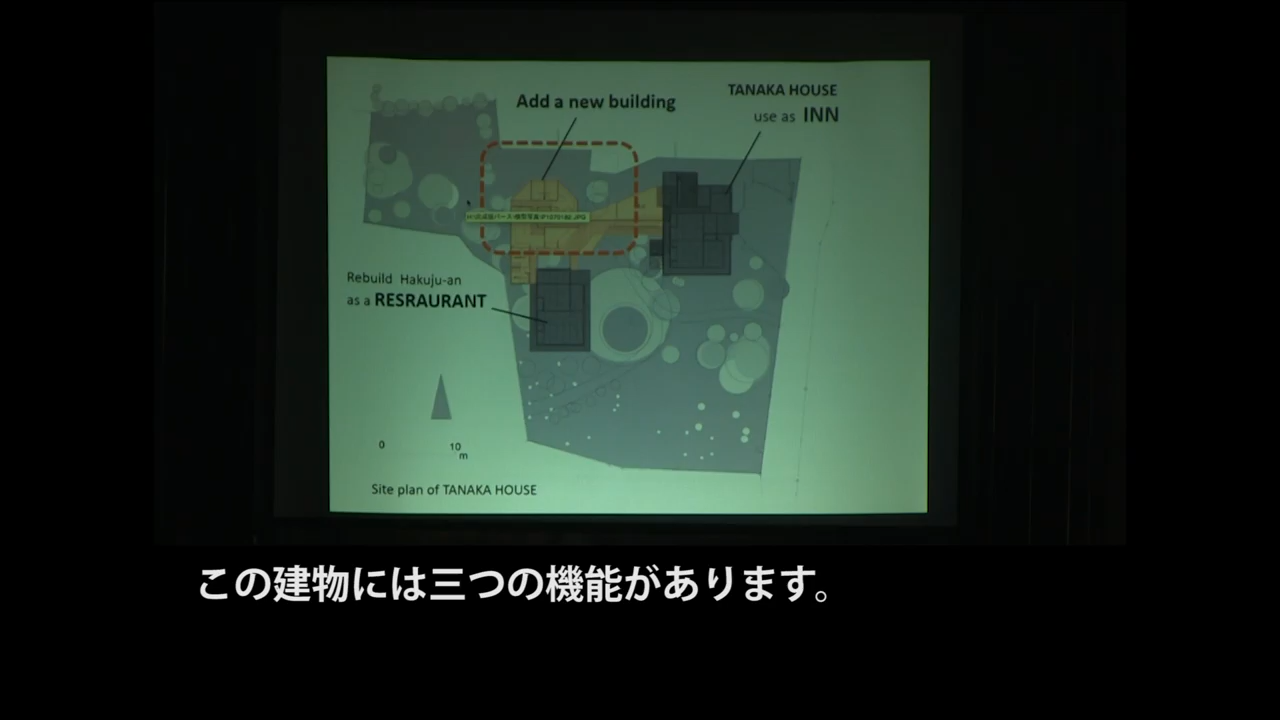 Add a new building
TANAKA HOUSE
use as INN
Rebuild Hakuju-an
as a RESRAURANT
0 10
m
Site plan of TANAKA HOUSE
この建物には三つの機能があります。